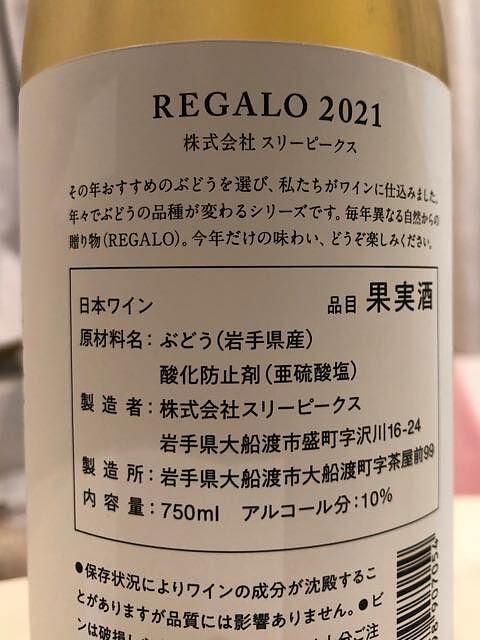 REGALO 2021
株式会社 スリーピークス
その年おすすめのぶどうを選び、私たちがワインに仕込みました。
年々でぶどうの品種が変わるシリーズです。毎年異なる自然からの
贈り物(REGALO)。今年だけの味わい、どうぞ楽しみください。
日本ワイン 品目 果実酒
原材料名：ぶどう(岩手県産)
酸化防止剤(亜硫酸塩)
製造者：株式会社スリーピークス
岩手県大船渡市盛町字沢川16-24
製造所：岩手県大船渡市大船渡町字茶屋前99
内容量：750ml アルコール分：10%
●保存状況によりワインの成分が沈殿するこ
とがありますが品質には影響ありません。●ビ
ンは破損し
分ご注
8907054